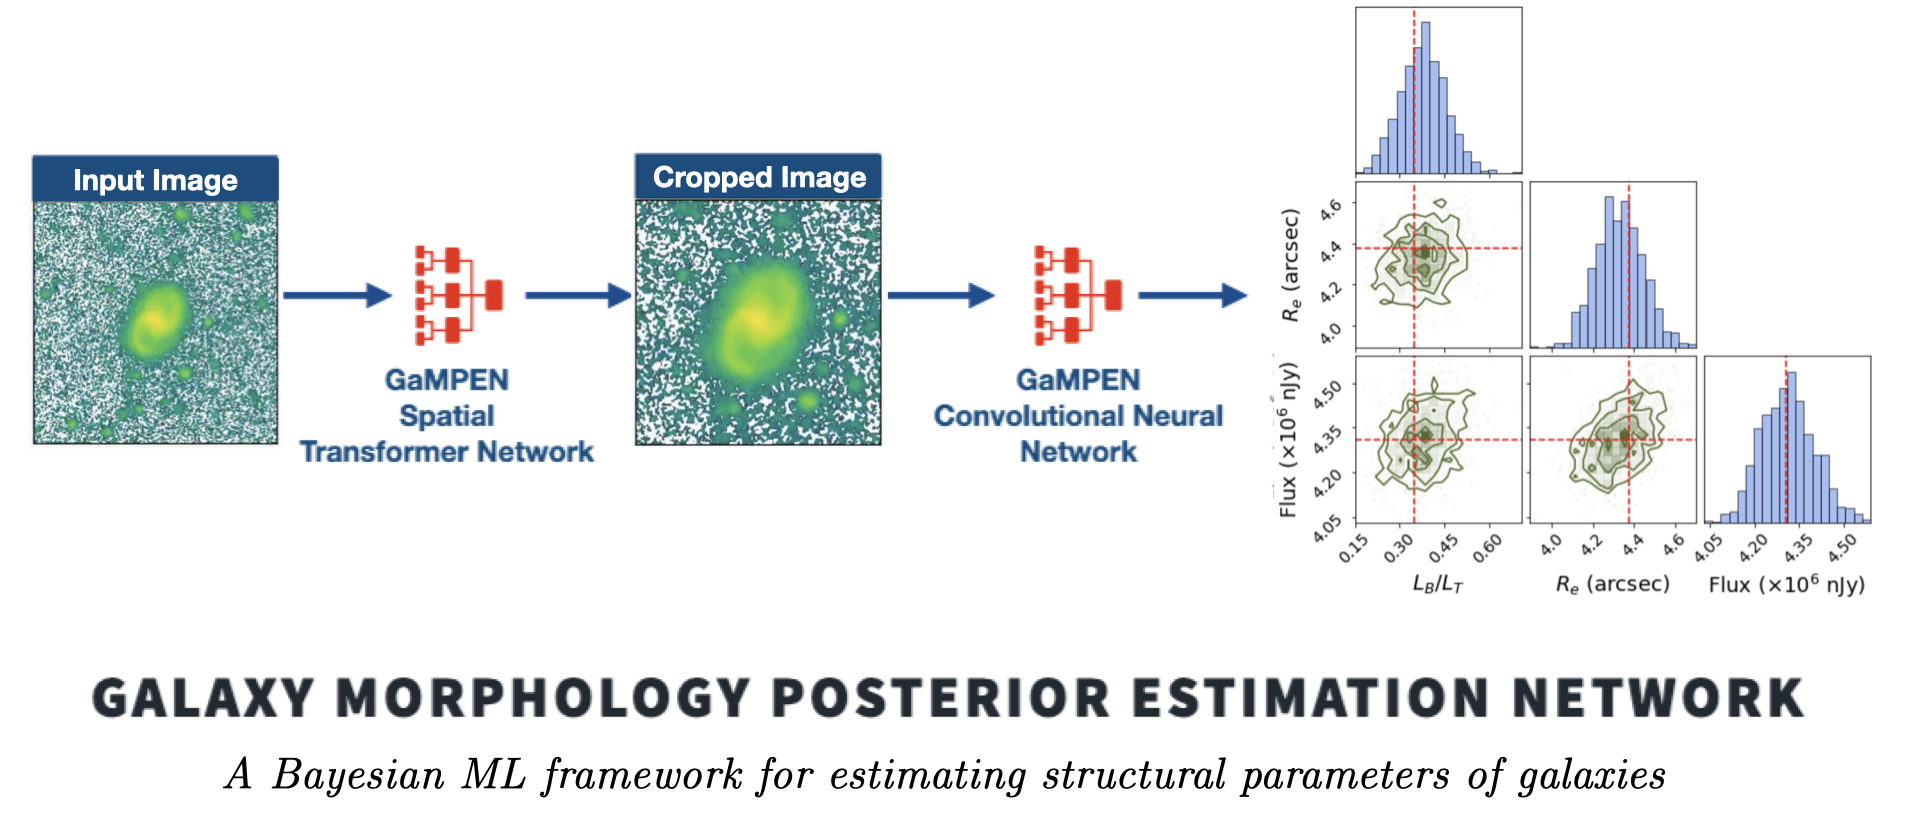 Input Image
GaMPEN
Spatial
Transformer Network
Cropped Image
GaMPEN
Convolutional Neural
Network
R_e (arcsec)
4.6
4.4
4.2
4.0
Flux (×10⁶ nJy)
4.50
4.35
4.20
4.05
0.15 0.30 0.45 0.60
L_B/L_T
4.0 4.2 4.4 4.6
R_e (arcsec)
4.05 4.20 4.35 4.50
Flux (×10⁶ nJy)
GALAXY MORPHOLOGY POSTERIOR ESTIMATION NETWORK
A Bayesian ML framework for estimating structural parameters of galaxies